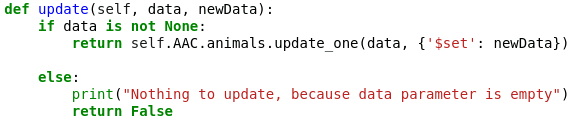 def update(self, data, newData):
    if data is not None:
        return self.AAC.animals.update_one(data, {'$set': newData})
    else:
        print("Nothing to update, because data parameter is empty")
        return False